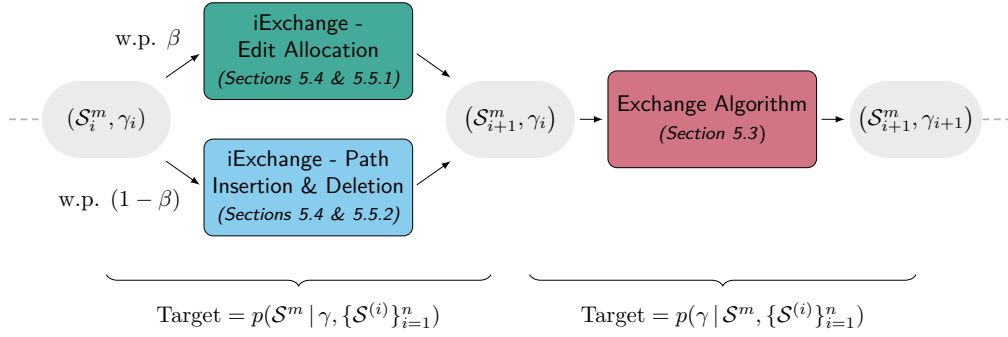 w.p. β
iExchange -
Edit Allocation
(Sections 5.4 & 5.5.1)
(𝒮ᵢᵐ, γᵢ)
(𝒮ᵢ₊₁ᵐ, γᵢ)
Exchange Algorithm
(Section 5.3)
(𝒮ᵢ₊₁ᵐ, γᵢ₊₁)
w.p. (1 − β)
iExchange - Path
Insertion & Deletion
(Sections 5.4 & 5.5.2)
Target = p(𝒮ᵐ | γ, {𝒮⁽ⁱ⁾}ᵢ₌₁ⁿ)
Target = p(γ | 𝒮ᵐ, {𝒮⁽ⁱ⁾}ᵢ₌₁ⁿ)